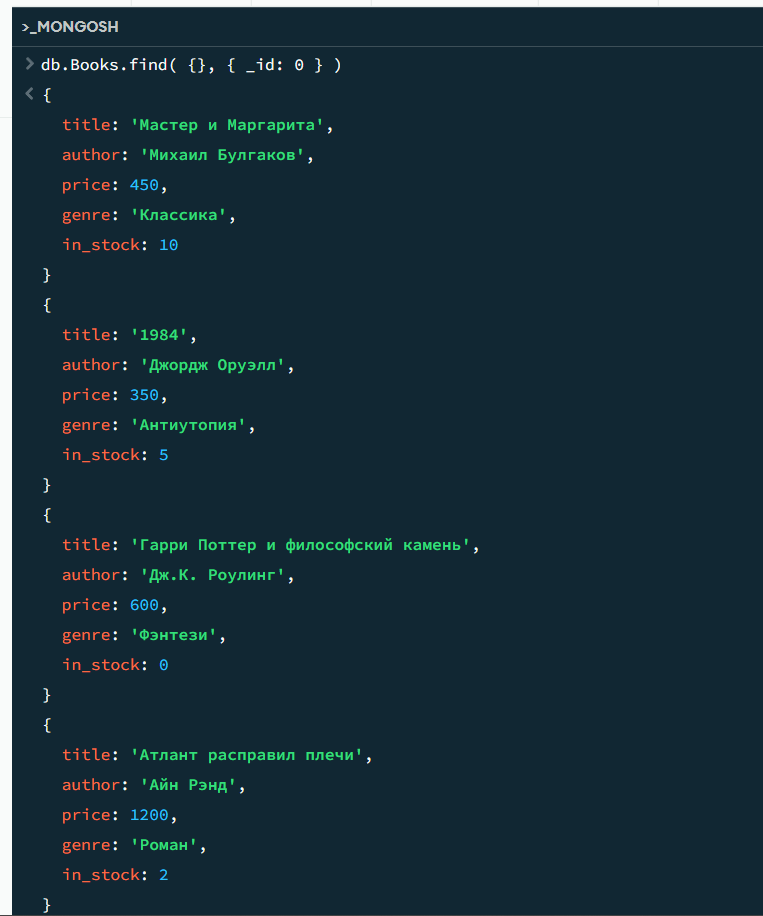 >_MONGOSH
> db.Books.find( {}, { _id: 0 } )
< {
title: 'Мастер и Маргарита',
author: 'Михаил Булгаков',
price: 450,
genre: 'Классика',
in_stock: 10
}
{
title: '1984',
author: 'Джордж Оруэлл',
price: 350,
genre: 'Антиутопия',
in_stock: 5
}
{
title: 'Гарри Поттер и философский камень',
author: 'Дж.К. Роулинг',
price: 600,
genre: 'Фэнтези',
in_stock: 0
}
{
title: 'Атлант расправил плечи',
author: 'Айн Рэнд',
price: 1200,
genre: 'Роман',
in_stock: 2
}